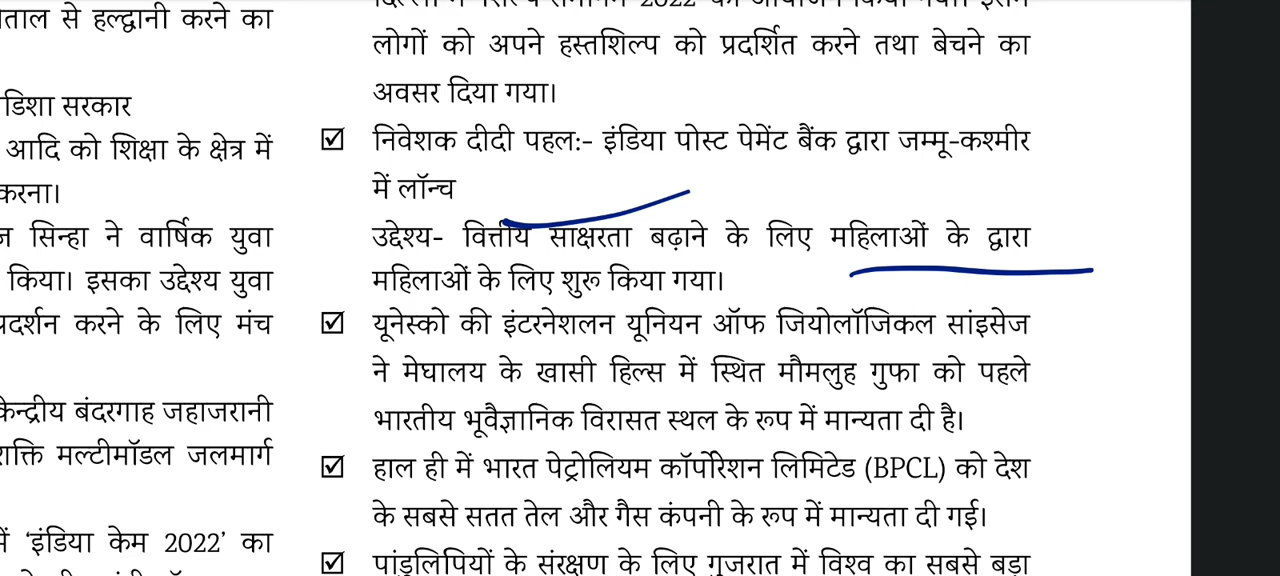 ताल से हल्द्वानी करने का
डिशा सरकार
आदि को शिक्षा के क्षेत्र में
करना।
सिन्हा ने वार्षिक युवा
किया। इसका उद्देश्य युवा
प्रदर्शन करने के लिए मंच
केन्द्रीय बंदरगाह जहाजरानी
शक्ति मल्टीमॉडल जलमार्ग
में ‘इंडिया केम 2022’ का
लोगों को अपने हस्तशिल्प को प्रदर्शित करने तथा बेचने का
अवसर दिया गया।
☑ निवेशक दीदी पहल:- इंडिया पोस्ट पेमेंट बैंक द्वारा जम्मू-कश्मीर
में लॉन्च
उद्देश्य- वित्तीय साक्षरता बढ़ाने के लिए महिलाओं के द्वारा
महिलाओं के लिए शुरू किया गया।
☑ यूनेस्को की इंटरनेशलन यूनियन ऑफ जियोलॉजिकल सांइसेज
ने मेघालय के खासी हिल्स में स्थित मौमलुह गुफा को पहले
भारतीय भूवैज्ञानिक विरासत स्थल के रूप में मान्यता दी है।
☑ हाल ही में भारत पेट्रोलियम कॉर्पोरेशन लिमिटेड (BPCL) को देश
के सबसे सतत तेल और गैस कंपनी के रूप में मान्यता दी गई।
☑ पांडुलिपियों के संरक्षण के लिए गुजरात में विश्व का सबसे बड़ा